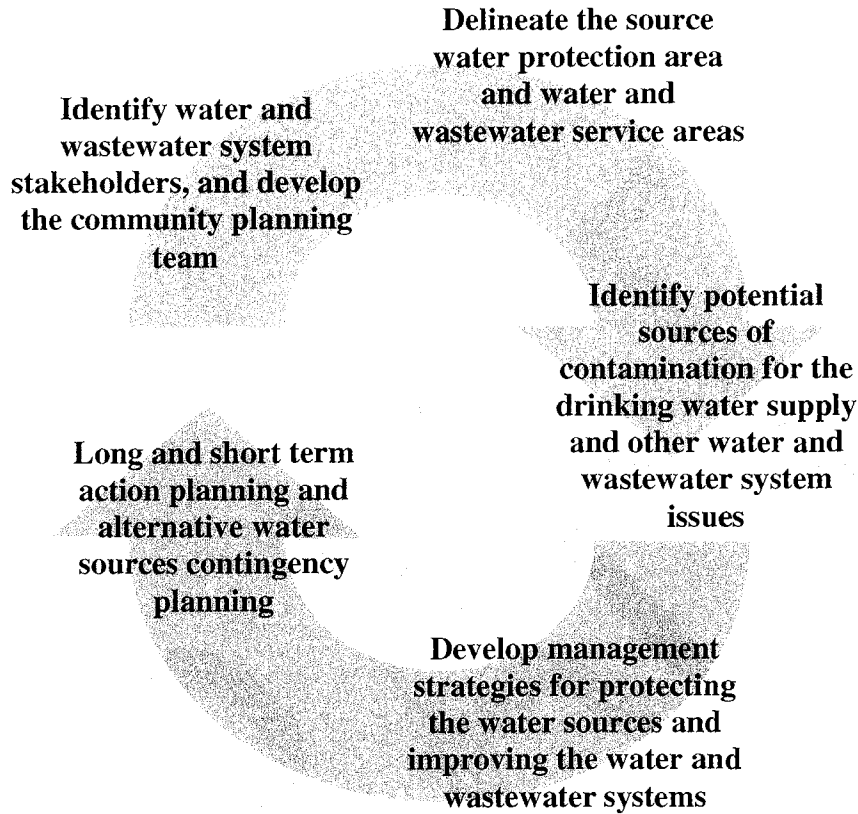 Delineate the source
water protection area
and water and
wastewater service areas
Identify water and
wastewater system
stakeholders, and develop
the community planning
team
Identify potential
sources of
contamination for the
drinking water supply
and other water and
wastewater system
issues
Long and short term
action planning and
alternative water
sources contingency
planning
Develop management
strategies for protecting
the water sources and
improving the water and
wastewater systems